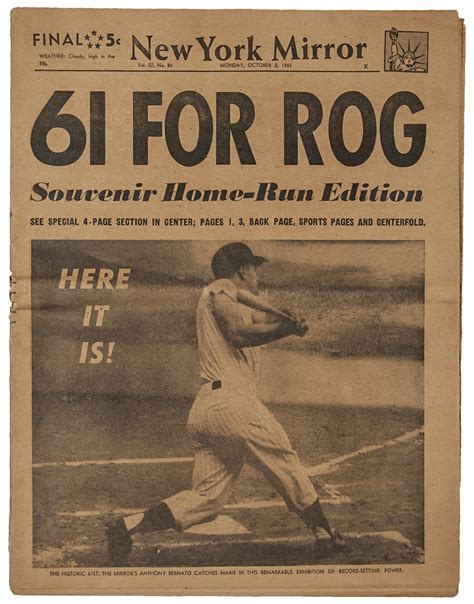 FINAL 5¢
WEATHER: Cloudy, high in the 70s.
New York Mirror
Vol. 37, No. 86 MONDAY, OCTOBER 2, 1961 K
61 FOR ROG
Souvenir Home-Run Edition
SEE SPECIAL 4-PAGE SECTION IN CENTER; PAGES 1, 3, BACK PAGE, SPORTS PAGES AND CENTERFOLD.
HERE
IT
IS!
THE HISTORIC 61ST. THE MIRROR'S ANTHONY BERNATO CATCHES MARIS IN THIS REMARKABLE EXHIBITION OF RECORD-SETTING POWER.